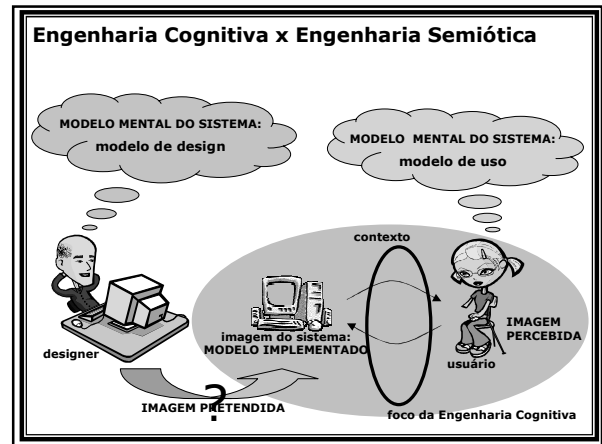 Engenharia Cognitiva x Engenharia Semiótica
MODELO MENTAL DO SISTEMA:
modelo de design
MODELO MENTAL DO SISTEMA:
modelo de uso
contexto
imagem do sistema:
MODELO IMPLEMENTADO
IMAGEM
PERCEBIDA
designer
usuário
?
IMAGEM PRETENDIDA
foco da Engenharia Cognitiva